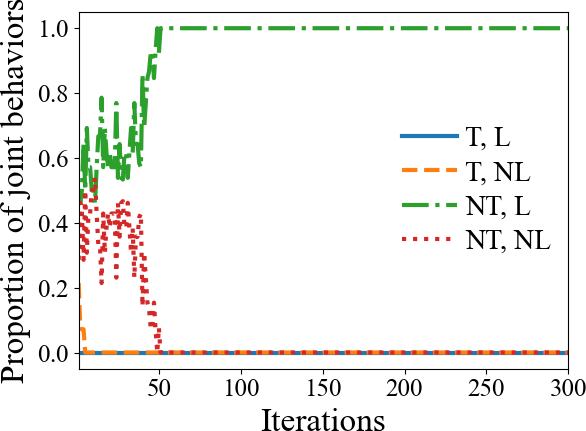 Proportion of joint behaviors
1.0
0.8
0.6
0.4
0.2
0.0
T, L
T, NL
NT, L
NT, NL
50
100
150
200
250
300
Iterations